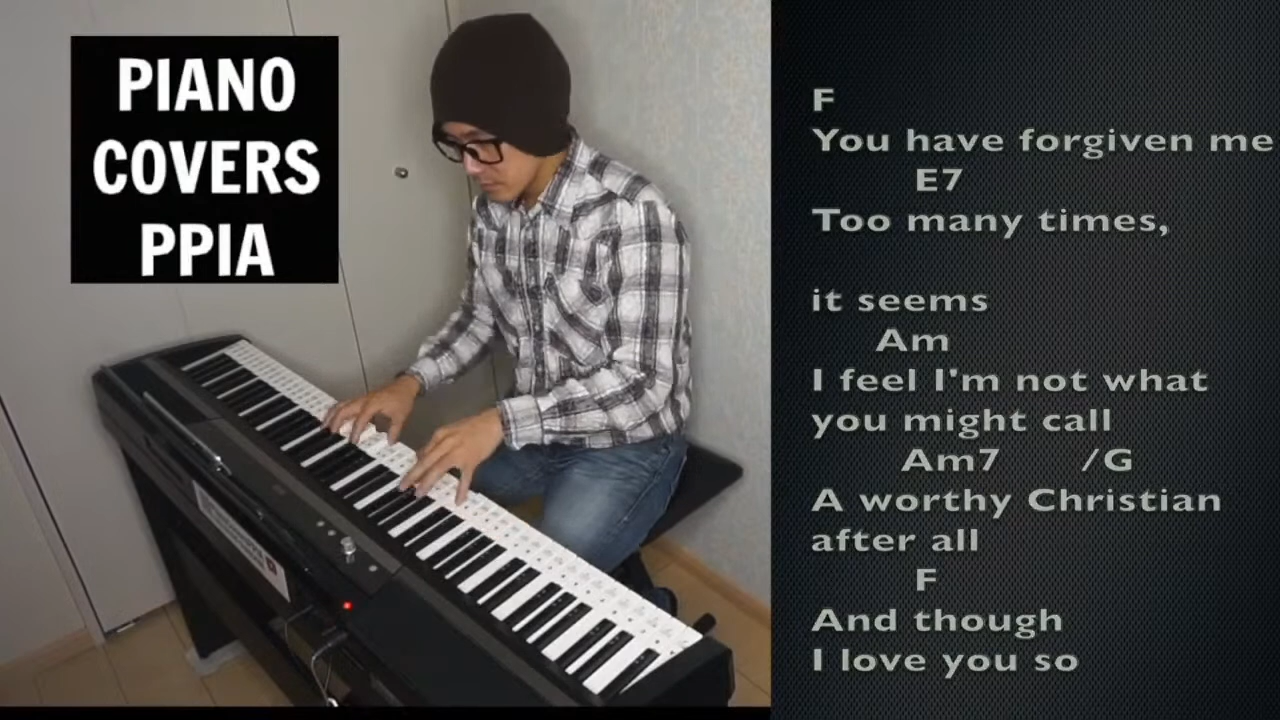 PIANO
COVERS
PPIA
F
You have forgiven me
E7
Too many times,
it seems
Am
I feel I'm not what
you might call
Am7 /G
A worthy Christian
after all
F
And though
I love you so